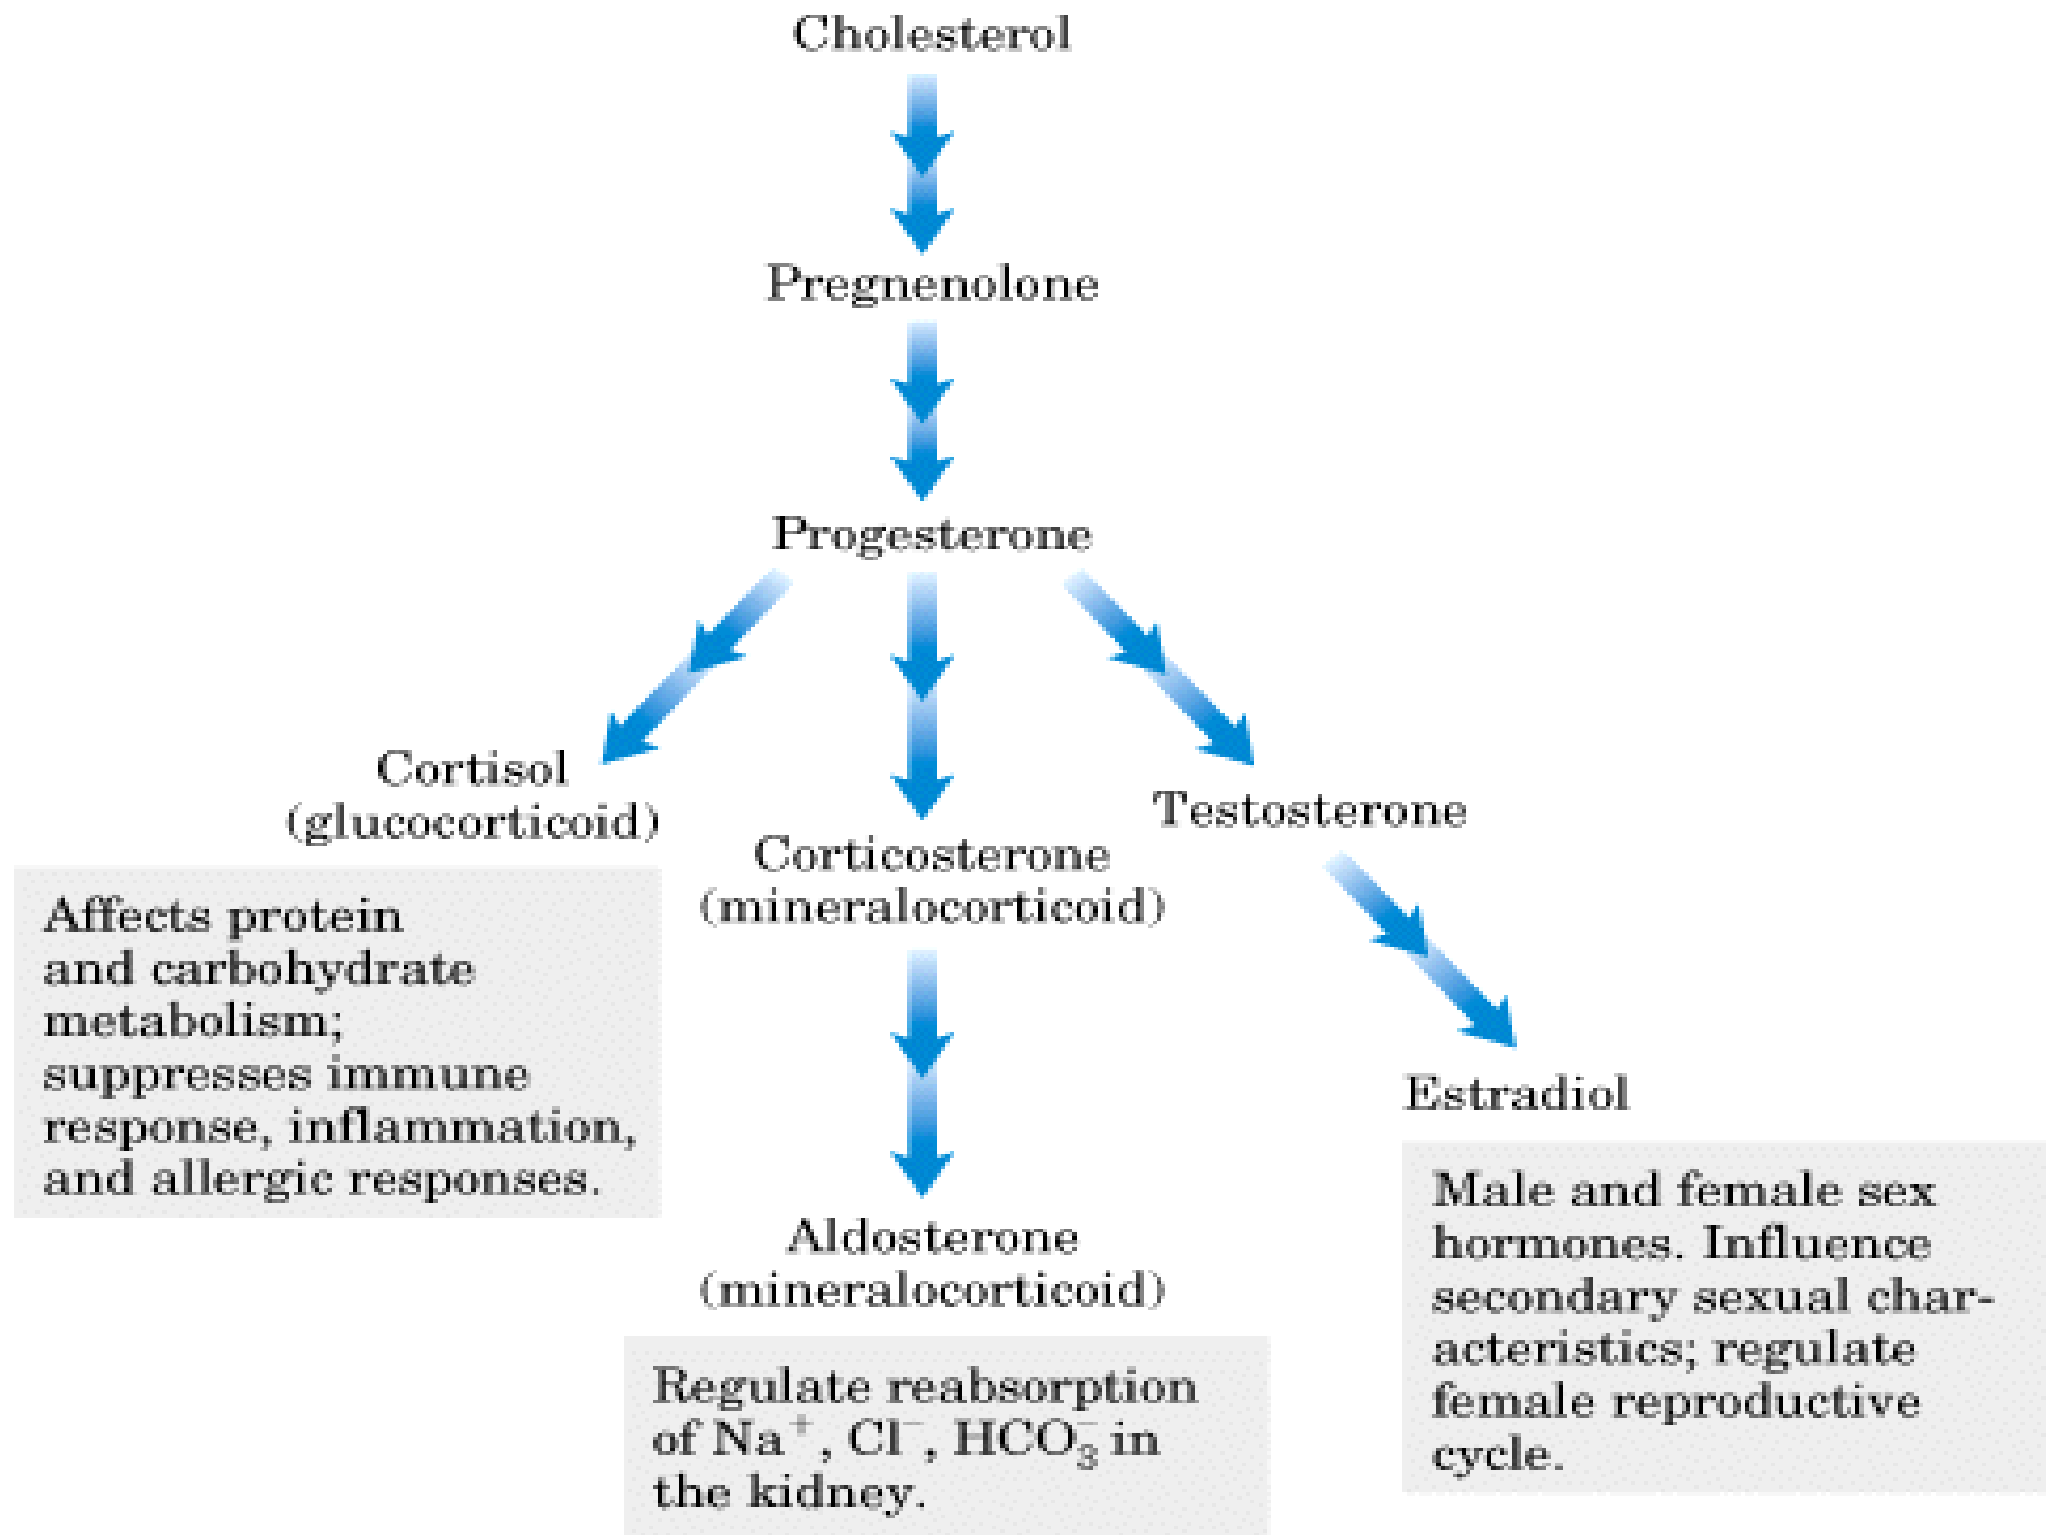 Cholesterol
Pregnenolone
Progesterone
Cortisol
(glucocorticoid)
Affects protein
and carbohydrate
metabolism;
suppresses immune
response, inflammation,
and allergic responses.
Corticosterone
(mineralocorticoid)
Aldosterone
(mineralocorticoid)
Regulate reabsorption
of Na⁺, Cl⁻, HCO₃⁻ in
the kidney.
Testosterone
Estradiol
Male and female sex
hormones. Influence
secondary sexual char-
acteristics; regulate
female reproductive
cycle.